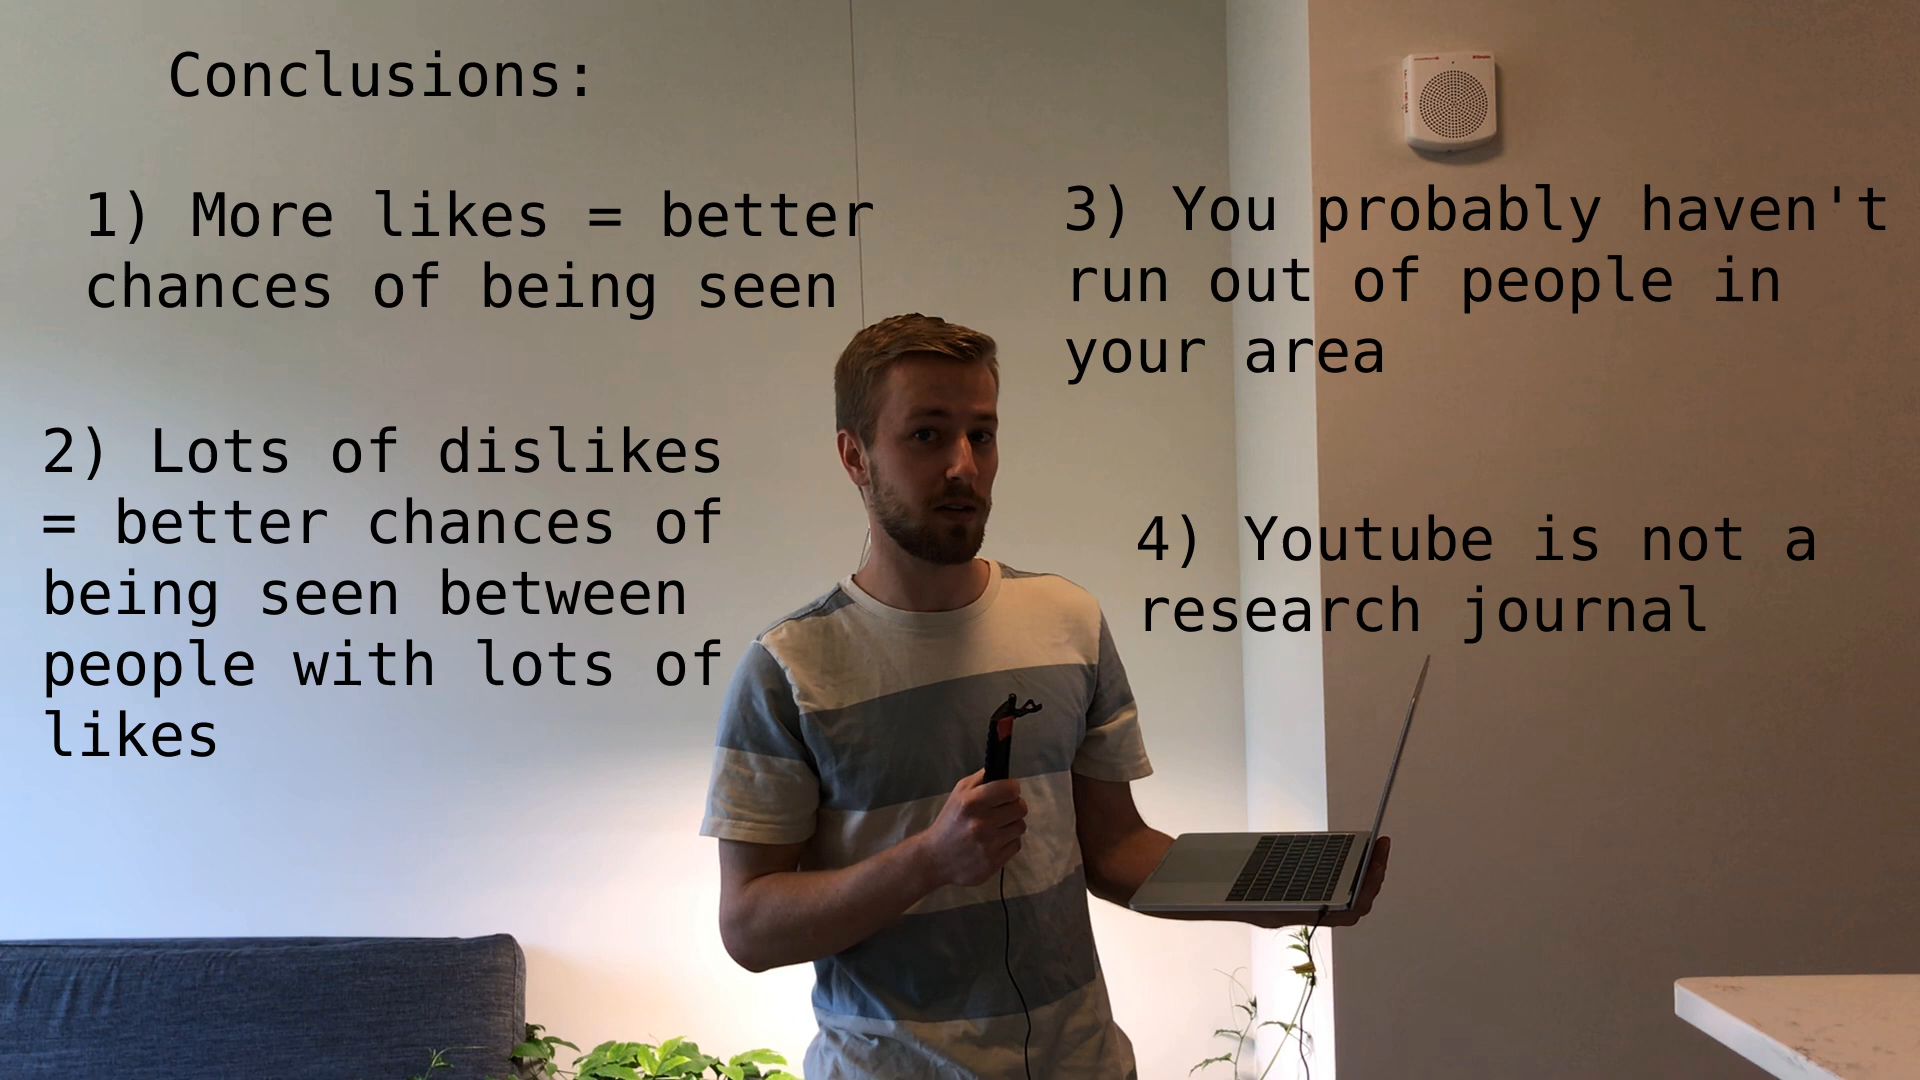 Conclusions:
1) More likes = better
chances of being seen
2) Lots of dislikes
= better chances of
being seen between
people with lots of
likes
3) You probably haven't
run out of people in
your area
4) Youtube is not a
research journal